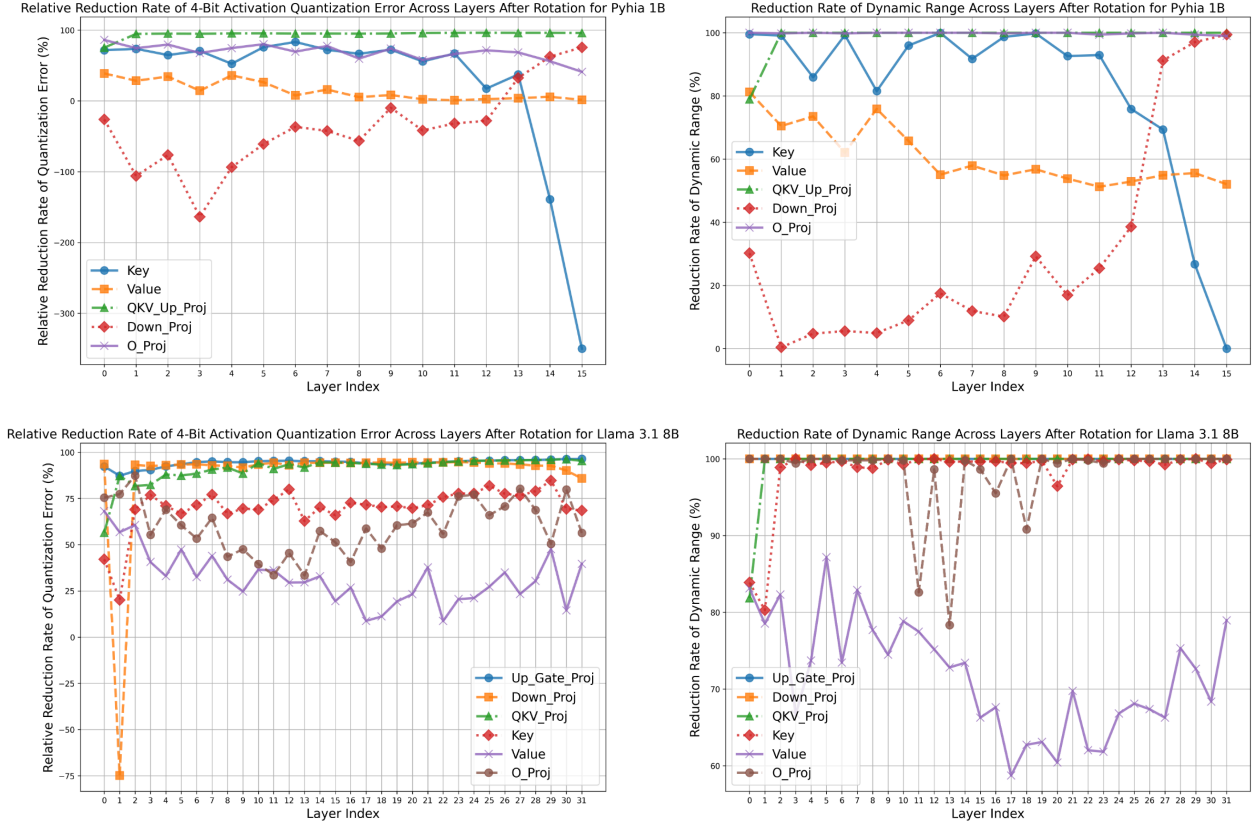 Relative Reduction Rate of 4-Bit Activation Quantization Error Across Layers After Rotation for Pyhia 1B
Relative Reduction Rate of Quantization Error (%)
100
0
−100
−200
−300
Key
Value
QKV_Up_Proj
Down_Proj
O_Proj
0 1 2 3 4 5 6 7 8 9 10 11 12 13 14 15
Layer Index
Reduction Rate of Dynamic Range Across Layers After Rotation for Pyhia 1B
Reduction Rate of Dynamic Range (%)
100
80
60
40
20
0
Key
Value
QKV_Up_Proj
Down_Proj
O_Proj
0 1 2 3 4 5 6 7 8 9 10 11 12 13 14 15
Layer Index
Relative Reduction Rate of 4-Bit Activation Quantization Error Across Layers After Rotation for Llama 3.1 8B
Relative Reduction Rate of Quantization Error (%)
100
75
50
25
0
−25
−50
−75
Up_Gate_Proj
Down_Proj
QKV_Proj
Key
Value
O_Proj
0 1 2 3 4 5 6 7 8 9 10 11 12 13 14 15 16 17 18 19 20 21 22 23 24 25 26 27 28 29 30 31
Layer Index
Reduction Rate of Dynamic Range Across Layers After Rotation for Llama 3.1 8B
Reduction Rate of Dynamic Range (%)
100
90
80
70
60
Up_Gate_Proj
Down_Proj
QKV_Proj
Key
Value
O_Proj
0 1 2 3 4 5 6 7 8 9 10 11 12 13 14 15 16 17 18 19 20 21 22 23 24 25 26 27 28 29 30 31
Layer Index